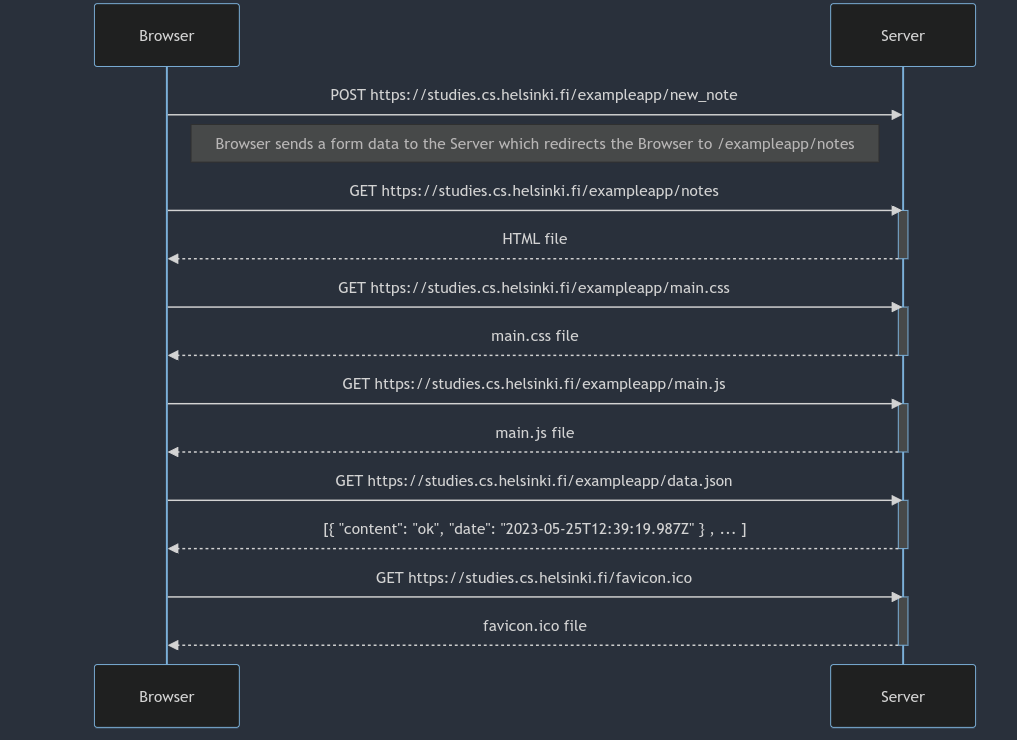 Browser
Server
POST https://studies.cs.helsinki.fi/exampleapp/new_note
Browser sends a form data to the Server which redirects the Browser to /exampleapp/notes
GET https://studies.cs.helsinki.fi/exampleapp/notes
HTML file
GET https://studies.cs.helsinki.fi/exampleapp/main.css
main.css file
GET https://studies.cs.helsinki.fi/exampleapp/main.js
main.js file
GET https://studies.cs.helsinki.fi/exampleapp/data.json
[{ "content": "ok", "date": "2023-05-25T12:39:19.987Z" } , ... ]
GET https://studies.cs.helsinki.fi/favicon.ico
favicon.ico file
Browser
Server